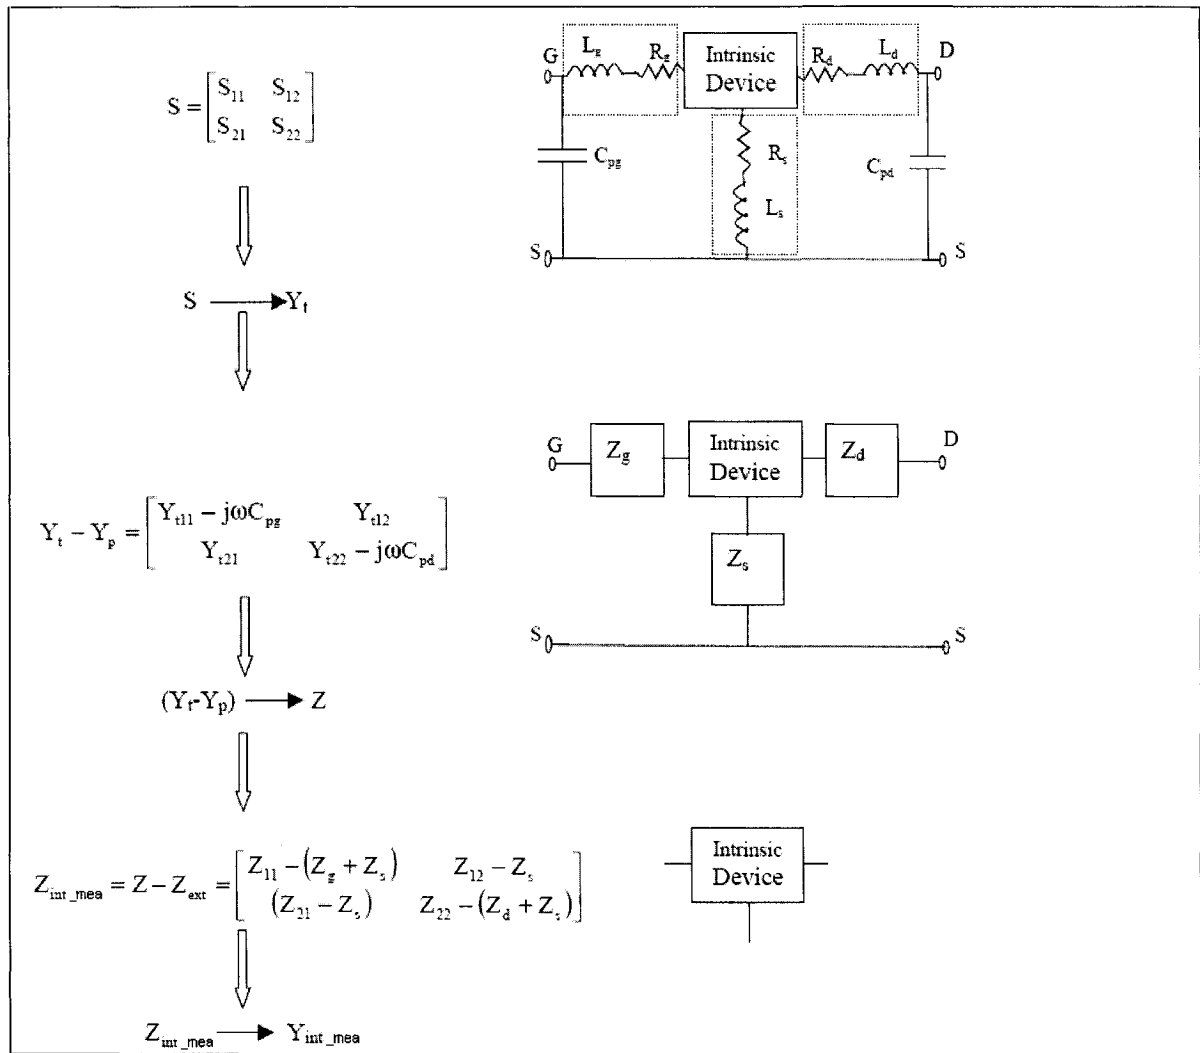 S = [ S11 S12
S21 S22 ]
G Lg Rg Intrinsic Device Rd Ld D
Cpg Rs Cpd
Ls
S S
S → Yt
G Zg Intrinsic Device Zd D
Zs
S S
Yt − Yp = [ Yt11 − jωCpg Yt12
Yt21 Yt22 − jωCpd ]
(Yt-Yp) → Z
Intrinsic
Device
Zint_mea = Z − Zext = [ Z11 − (Zg + Zs) Z12 − Zs
(Z21 − Zs) Z22 − (Zd + Zs) ]
Zint_mea → Yint_mea